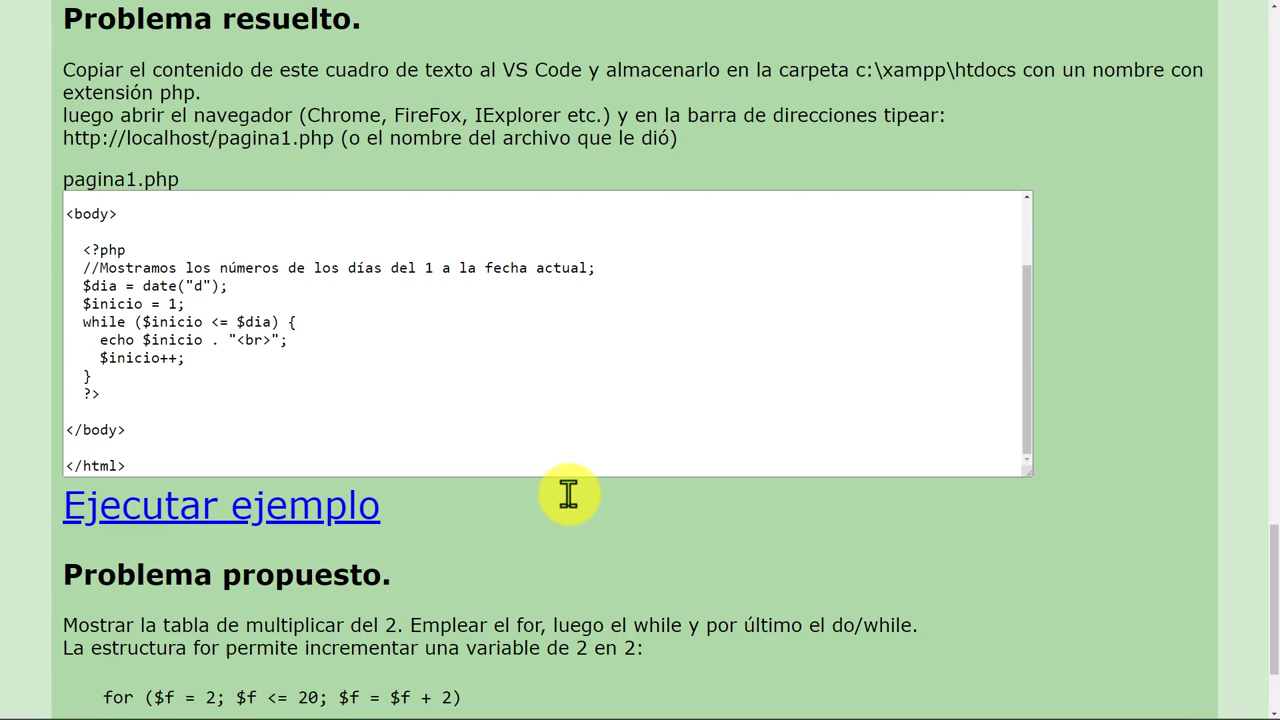 Problema resuelto.
Copiar el contenido de este cuadro de texto al VS Code y almacenarlo en la carpeta c:\xampp\htdocs con un nombre con
extensión php.
luego abrir el navegador (Chrome, FireFox, IExplorer etc.) y en la barra de direcciones tipear:
http://localhost/pagina1.php (o el nombre del archivo que le dió)
pagina1.php
<body>
<?php
//Mostramos los números de los días del 1 a la fecha actual;
$dia = date("d");
$inicio = 1;
while ($inicio <= $dia) {
echo $inicio . "<br>";
$inicio++;
}
?>
</body>
</html>
Ejecutar ejemplo
Problema propuesto.
Mostrar la tabla de multiplicar del 2. Emplear el for, luego el while y por último el do/while.
La estructura for permite incrementar una variable de 2 en 2:
for ($f = 2; $f <= 20; $f = $f + 2)